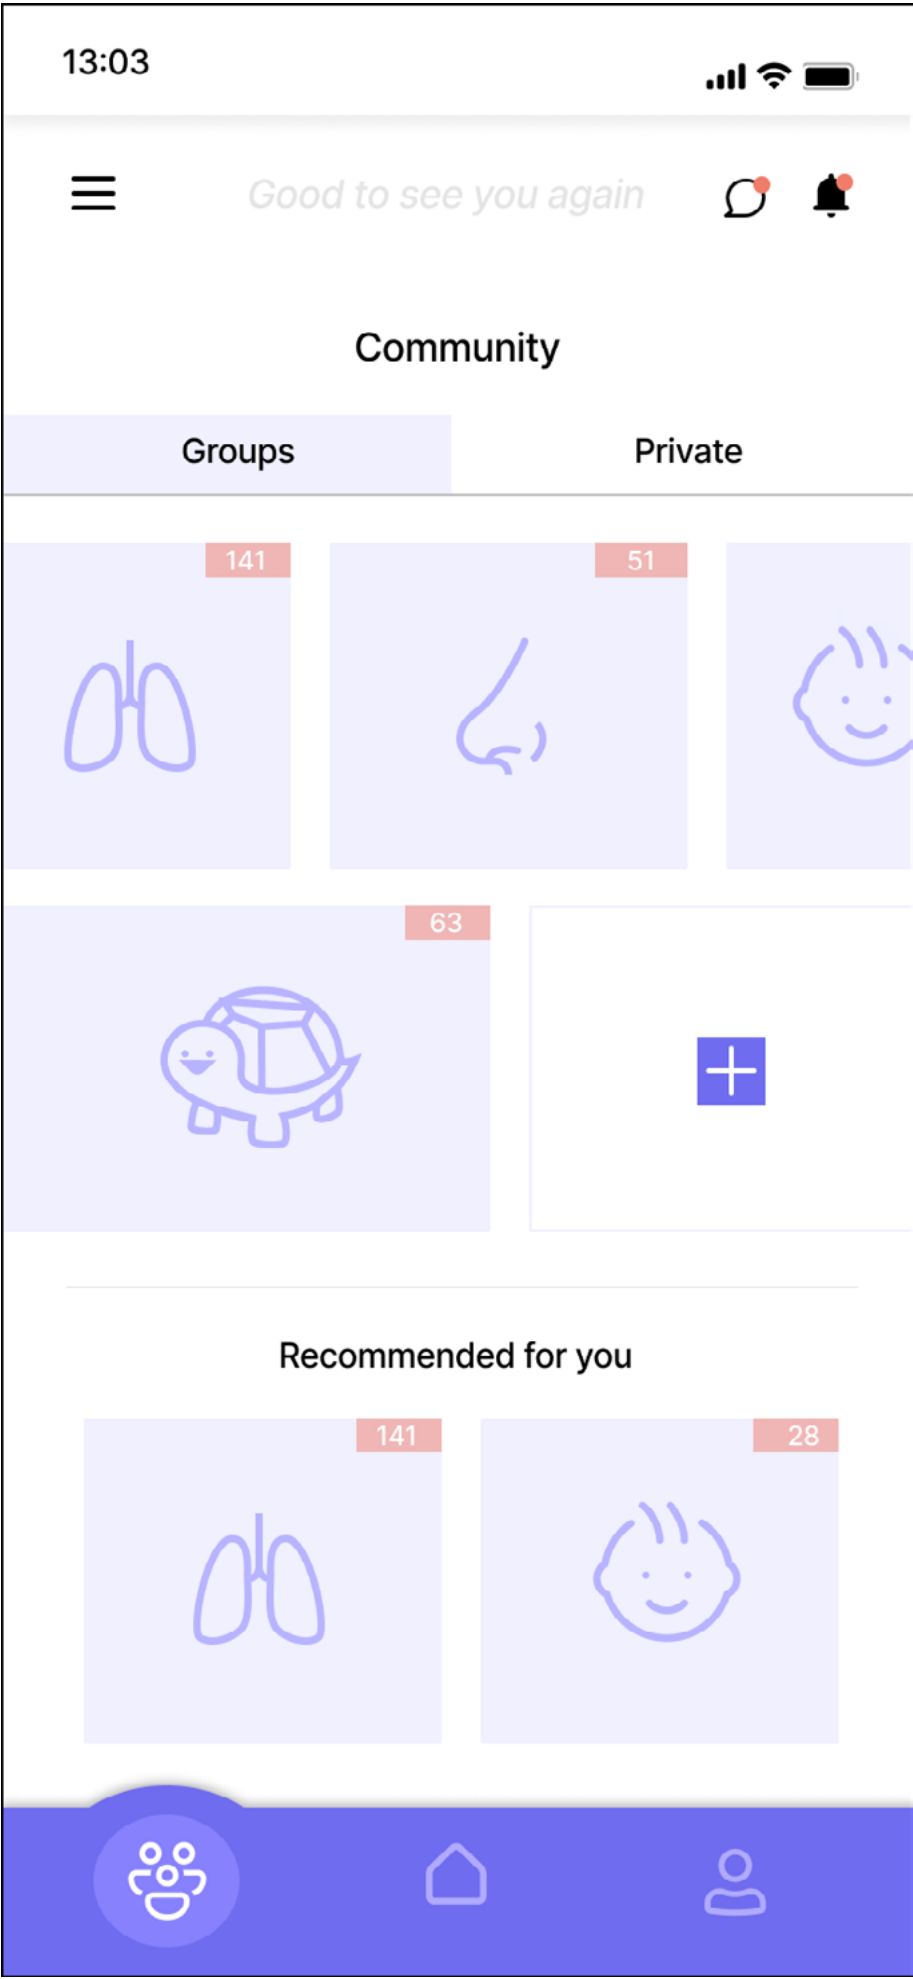 13:03
Good to see you again
Community
Groups
Private
141
51
63
Recommended for you
141
28